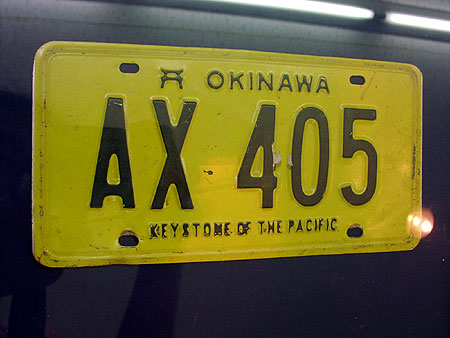 OKINAWA
AX 405
KEYSTONE OF THE PACIFIC